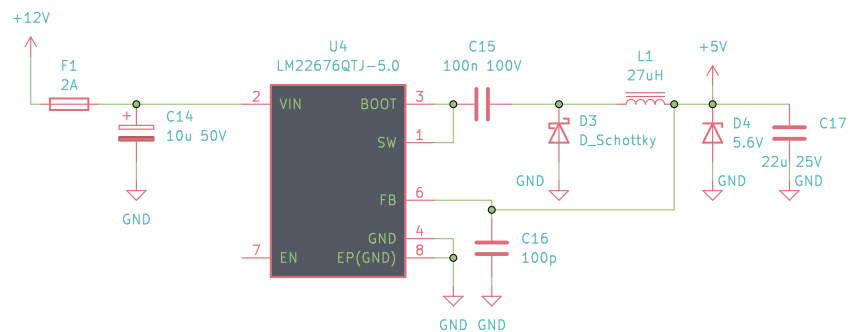 +12V
F1
2A
C14
10u 50V
GND
U4
LM22676QTJ-5.0
2
VIN
7
EN
BOOT
3
SW
1
FB
6
GND
4
EP(GND)
8
C15
100n 100V
D3
D_Schottky
GND
L1
27uH
+5V
D4
5.6V
GND
C17
22u 25V
GND
C16
100p
GND
GND